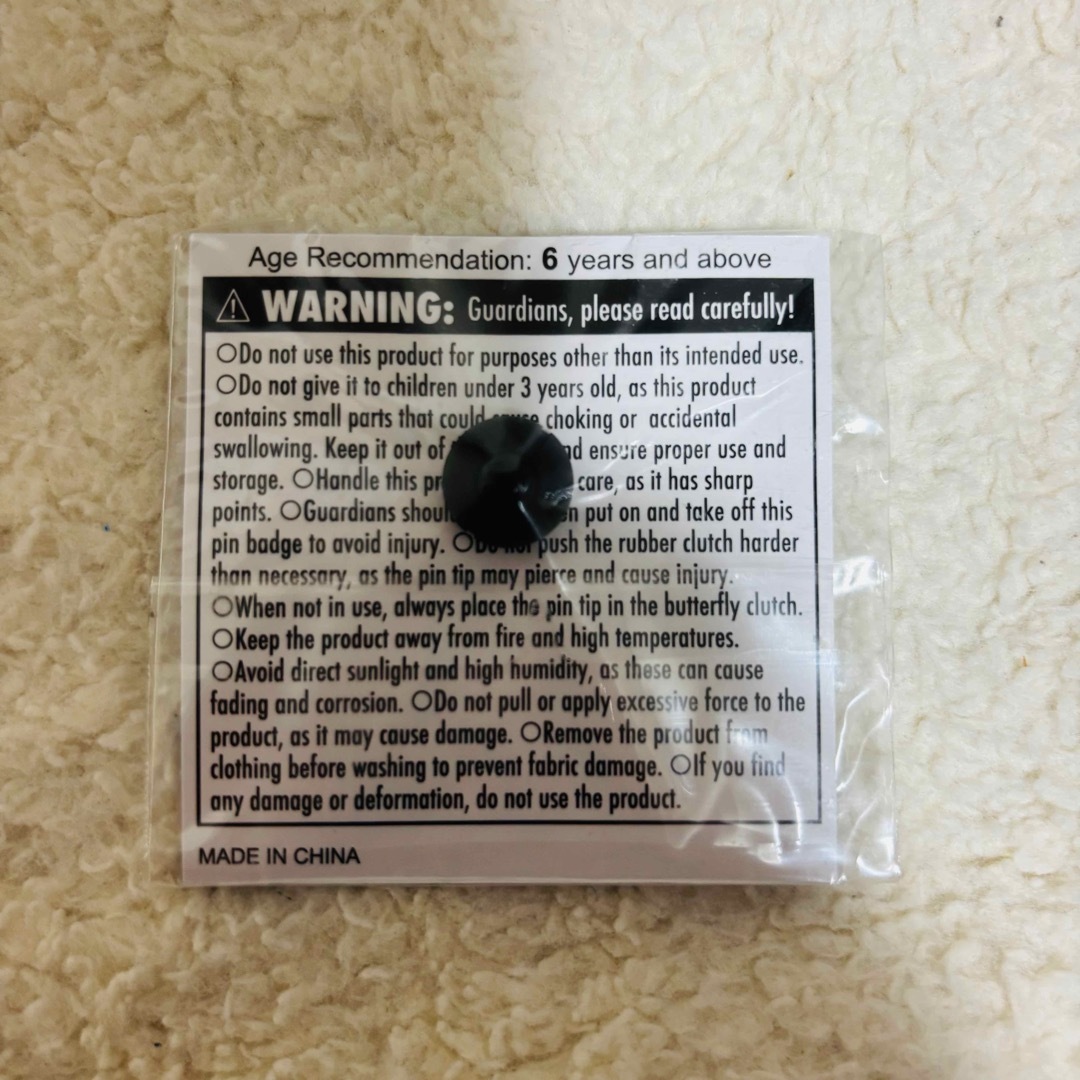 Age Recommendation: 6 years and above
⚠ WARNING: Guardians, please read carefully!
○Do not use this product for purposes other than its intended use.
○Do not give it to children under 3 years old, as this product
contains small parts that could cause choking or accidental
swallowing. Keep it out of ensure proper use and
storage. ○Handle this care, as it has sharp
points. ○Guardians put on and take off this
pin badge to avoid injury. ○Do not push the rubber clutch harder
than necessary, as the pin tip may pierce and cause injury.
○When not in use, always place the pin tip in the butterfly clutch.
○Keep the product away from fire and high temperatures.
○Avoid direct sunlight and high humidity, as these can cause
fading and corrosion. ○Do not pull or apply excessive force to the
product, as it may cause damage. ○Remove the product from
clothing before washing to prevent fabric damage. ○If you find
any damage or deformation, do not use the product.
MADE IN CHINA